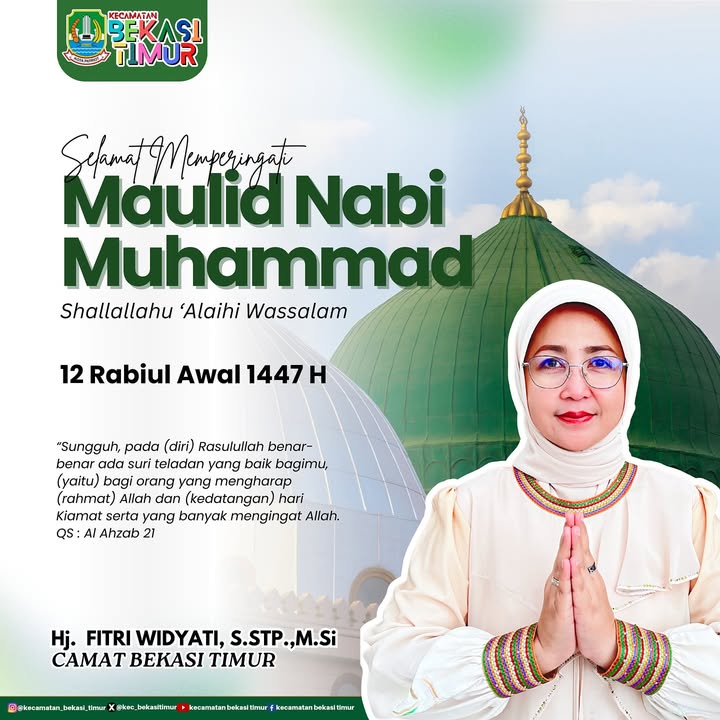 KECAMATAN
BEKASI
TIMUR
KOTA PATRIOT
Selamat Memperingati
Maulid Nabi
Muhammad
Shallallahu ‘Alaihi Wassalam
12 Rabiul Awal 1447 H
“Sungguh, pada (diri) Rasulullah benar-
benar ada suri teladan yang baik bagimu,
(yaitu) bagi orang yang mengharap
(rahmat) Allah dan (kedatangan) hari
Kiamat serta yang banyak mengingat Allah.
QS : Al Ahzab 21
Hj. FITRI WIDYATI, S.STP.,M.Si
CAMAT BEKASI TIMUR
@kecamatan_bekasi_timur X @kec_bekasitimur kecamatan bekasi timur f kecamatan bekasi timur